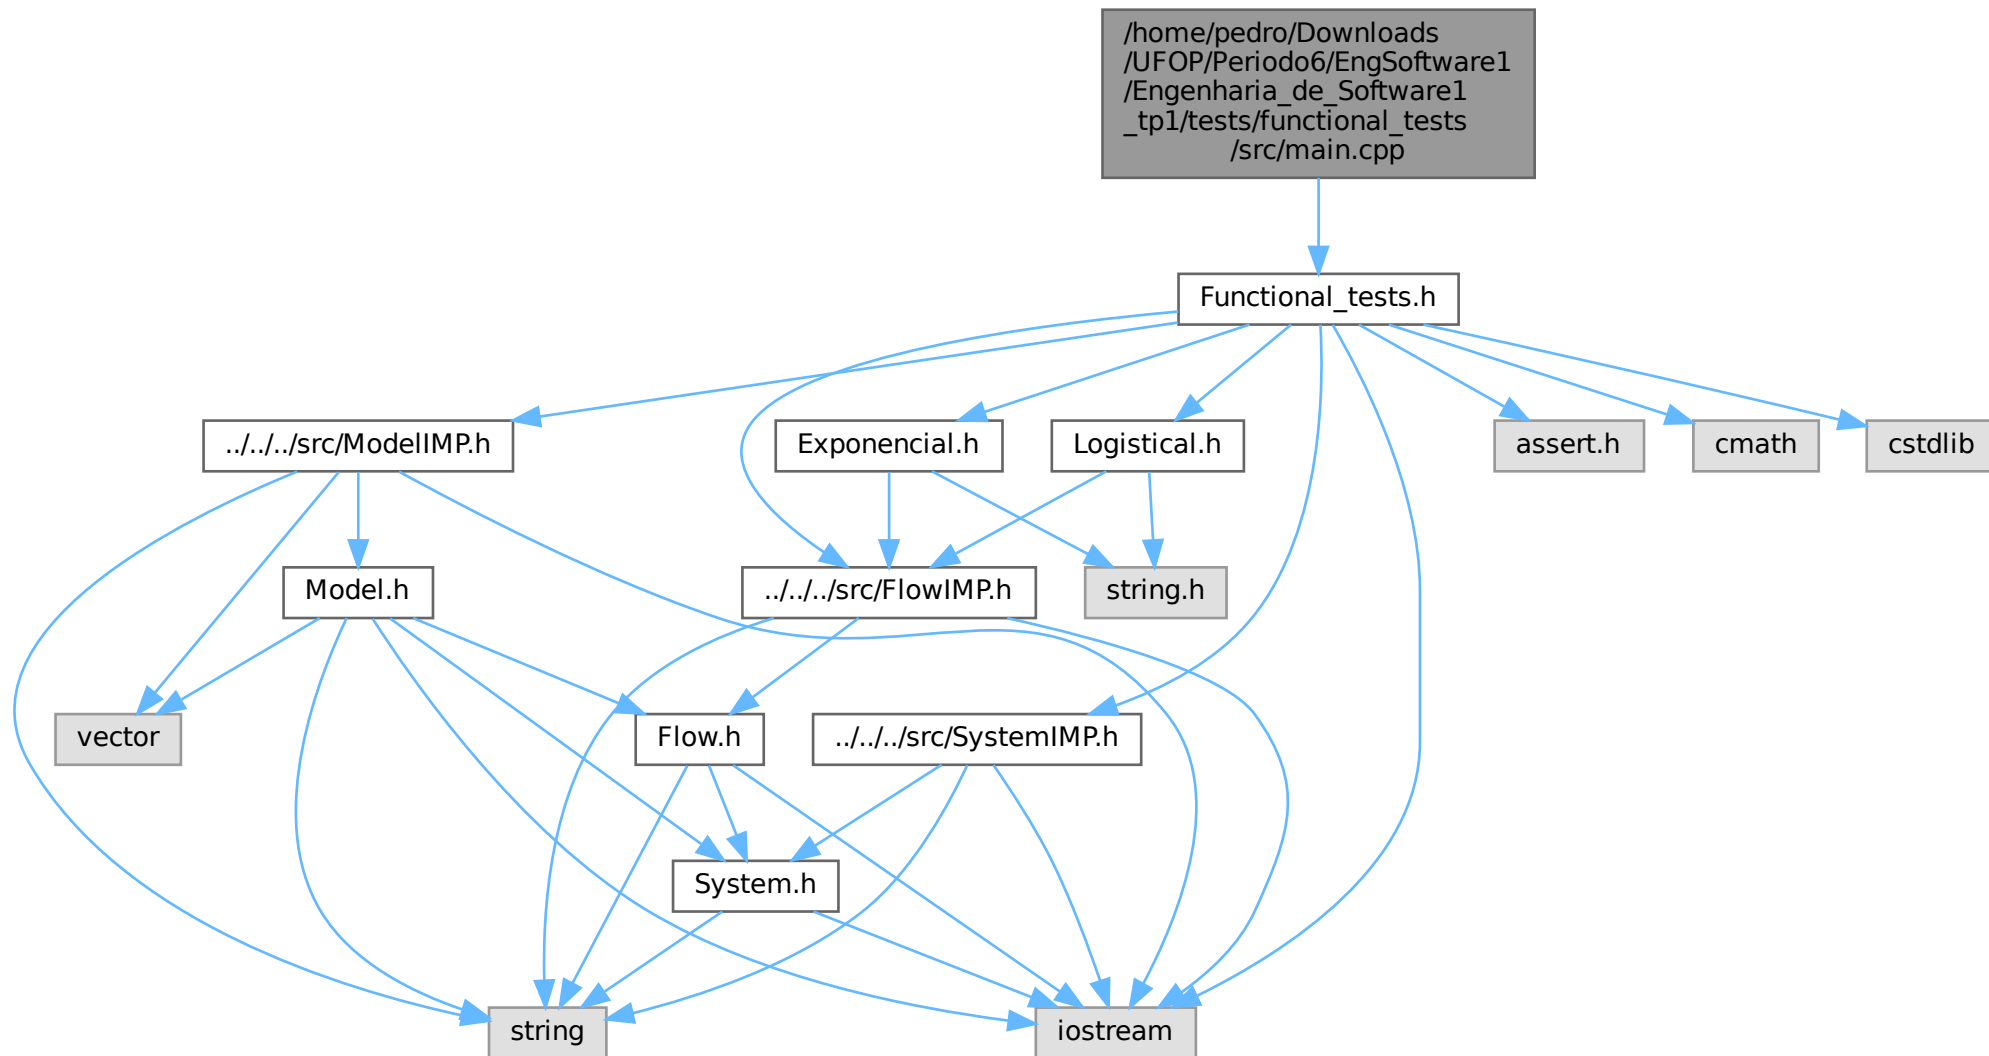 /home/pedro/Downloads
/UFOP/Periodo6/EngSoftware1
/Engenharia_de_Software1
_tp1/tests/functional_tests
/src/main.cpp
Functional_tests.h
../../../src/ModelIMP.h
Exponencial.h
Logistical.h
assert.h
cmath
cstdlib
Model.h
../../../src/FlowIMP.h
string.h
vector
Flow.h
../../../src/SystemIMP.h
System.h
string
iostream